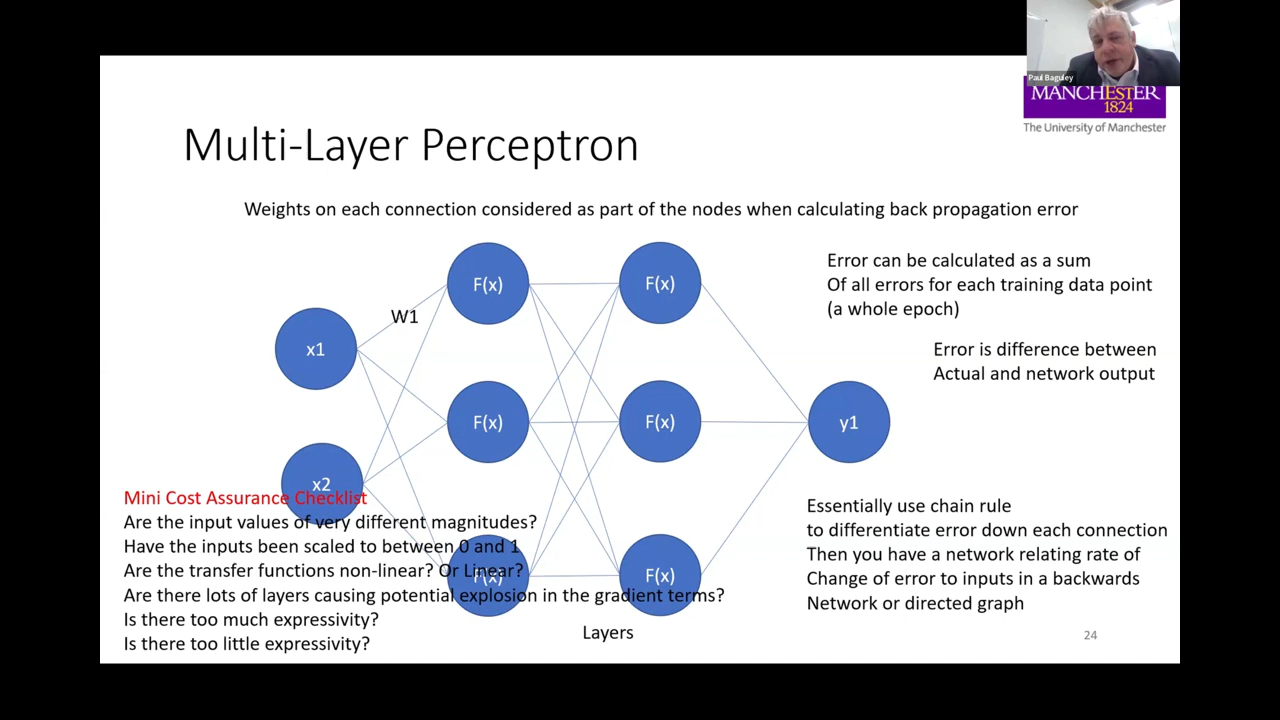 Paul Baguley
MANCHESTER
1824
The University of Manchester
Multi-Layer Perceptron
Weights on each connection considered as part of the nodes when calculating back propagation error
F(x)
F(x)
Error can be calculated as a sum
Of all errors for each training data point
(a whole epoch)
W1
x1
Error is difference between
Actual and network output
F(x)
F(x)
y1
x2
Mini Cost Assurance Checklist
Are the input values of very different magnitudes?
Have the inputs been scaled to between 0 and 1
Are the transfer functions non-linear? Or Linear?
Are there lots of layers causing potential explosion in the gradient terms?
Is there too much expressivity?
Is there too little expressivity?
F(x)
F(x)
Layers
Essentially use chain rule
to differentiate error down each connection
Then you have a network relating rate of
Change of error to inputs in a backwards
Network or directed graph
24